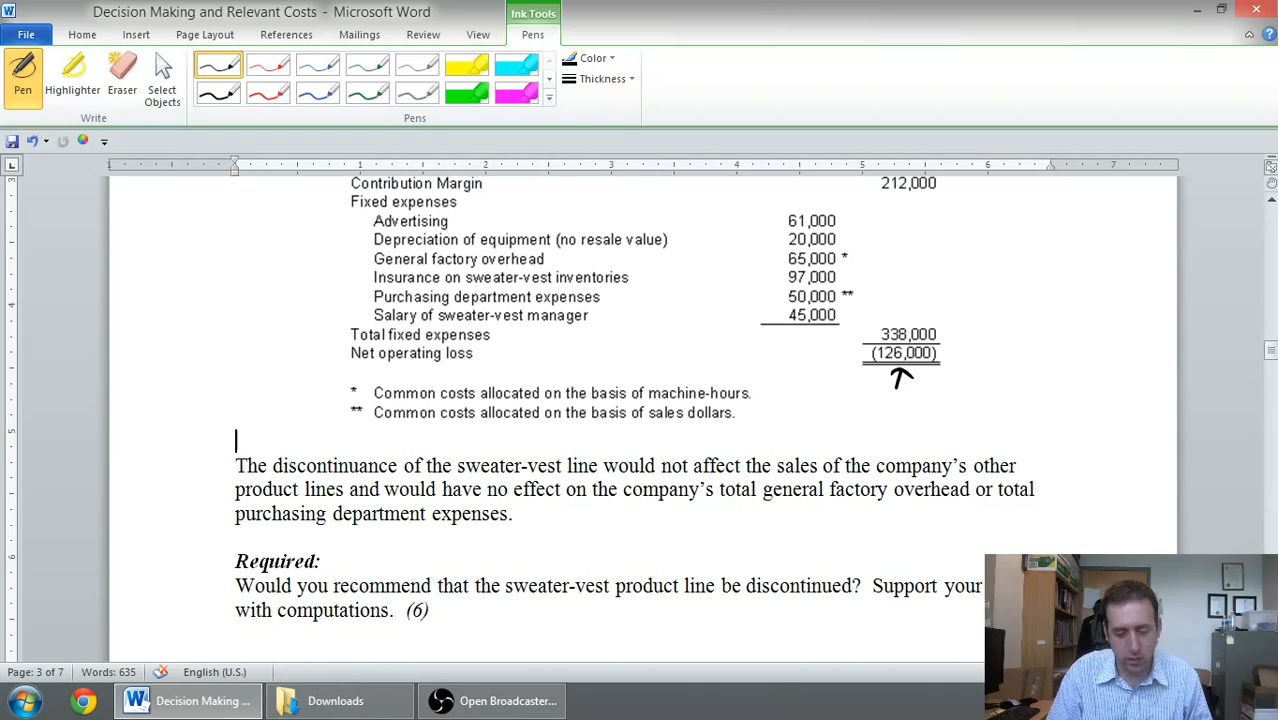 Decision Making and Relevant Costs - Microsoft Word
Ink Tools
File Home Insert Page Layout References Mailings Review View Pens
Pen Highlighter Eraser Select Objects
Color
Thickness
Write Pens
1 1 2 3 4 5 6 7
Contribution Margin 212,000
Fixed expenses
Advertising 61,000
Depreciation of equipment (no resale value) 20,000
General factory overhead 65,000 *
Insurance on sweater-vest inventories 97,000
Purchasing department expenses 50,000 **
Salary of sweater-vest manager 45,000
Total fixed expenses 338,000
Net operating loss (126,000)
* Common costs allocated on the basis of machine-hours.
** Common costs allocated on the basis of sales dollars.
The discontinuance of the sweater-vest line would not affect the sales of the company’s other
product lines and would have no effect on the company’s total general factory overhead or total
purchasing department expenses.
Required:
Would you recommend that the sweater-vest product line be discontinued? Support your
with computations. (6)
Page: 3 of 7 Words: 635 English (U.S.)
Decision Making ... Downloads Open Broadcaster...